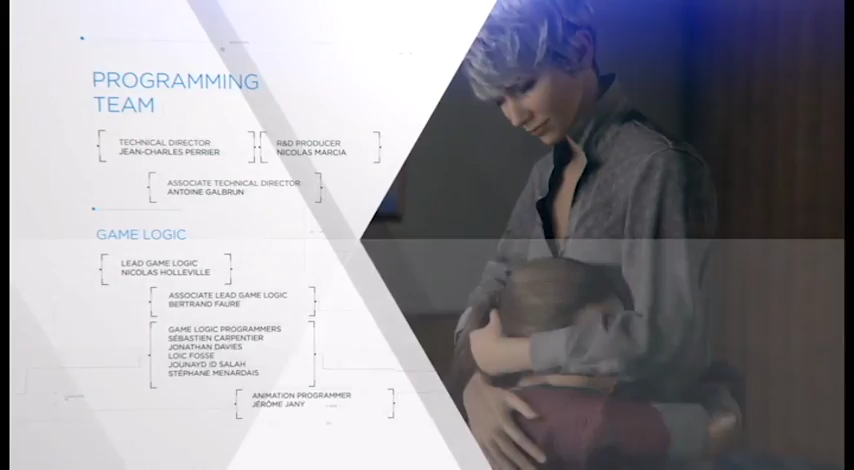 PROGRAMMING
TEAM
TECHNICAL DIRECTOR
JEAN-CHARLES PERRIER
R&D PRODUCER
NICOLAS MARCIA
ASSOCIATE TECHNICAL DIRECTOR
ANTOINE GALBRUN
GAME LOGIC
LEAD GAME LOGIC
NICOLAS HOLLEVILLE
ASSOCIATE LEAD GAME LOGIC
BERTRAND FAURE
GAME LOGIC PROGRAMMERS
SÉBASTIEN CARPENTIER
JONATHAN DAVIES
LOIC FOSSE
JOUNAYD ID SALAH
STÉPHANE MENARDAIS
ANIMATION PROGRAMMER
JÉRÔME JANY